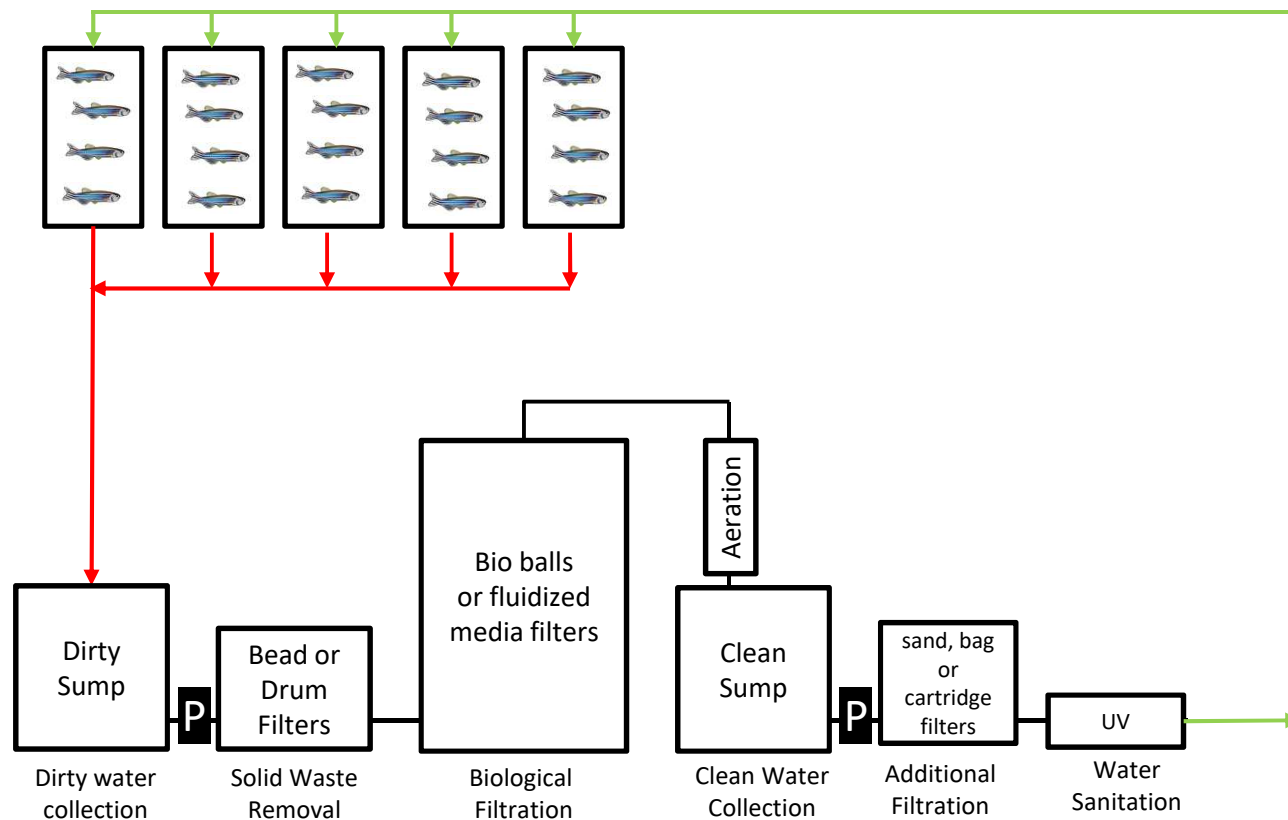 Aeration
Bio balls
or fluidized
media filters
Dirty
Sump
P
Bead or
Drum
Filters
Clean
Sump
P
sand, bag
or
cartridge
filters
UV
Dirty water
collection
Solid Waste
Removal
Biological
Filtration
Clean Water
Collection
Additional
Filtration
Water
Sanitation